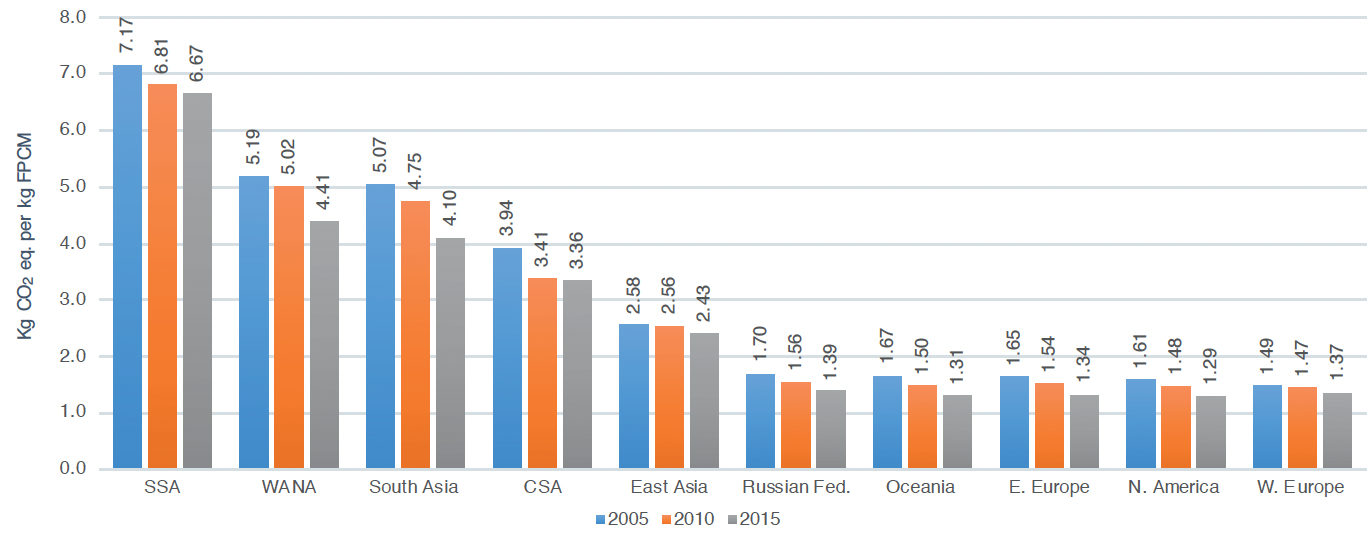 Kg CO₂ eq. per kg FPCM
8.0
7.0
6.0
5.0
4.0
3.0
2.0
1.0
0.0
7.17 6.81 6.67
5.19 5.02 4.41
5.07 4.75 4.10
3.94 3.41 3.36
2.58 2.56 2.43
1.70 1.56 1.39
1.67 1.50 1.31
1.65 1.54 1.34
1.61 1.48 1.29
1.49 1.47 1.37
SSA WANA South Asia CSA East Asia Russian Fed. Oceania E. Europe N. America W. Europe
2005 2010 2015